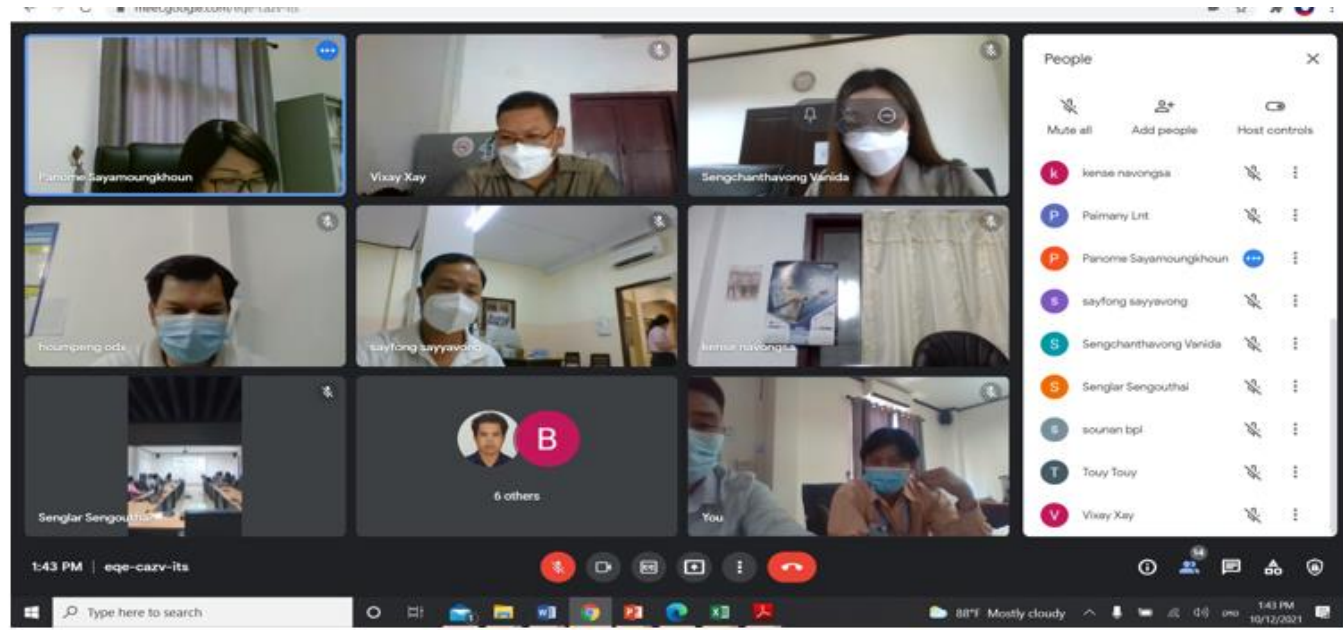 meet.google.com/eqe-cazv-its
Panome Sayamoungkhoun
Vixay Xay
Sengchanthavong Vanida
houmpeng oda
sayfong sayyavong
kense navongsa
Senglar Sengouthai
B
6 others
You
People
Mute all
Add people
Host controls
k kense navongsa
P Paimany Lnt
P Panome Sayamoungkhoun
s sayfong sayyavong
S Sengchanthavong Vanida
S Senglar Sengouthai
s sounan bpl
T Touy Touy
V Vixay Xay
1:43 PM | eqe-cazv-its
14
Type here to search
88°F Mostly cloudy
1:43 PM
10/12/2021